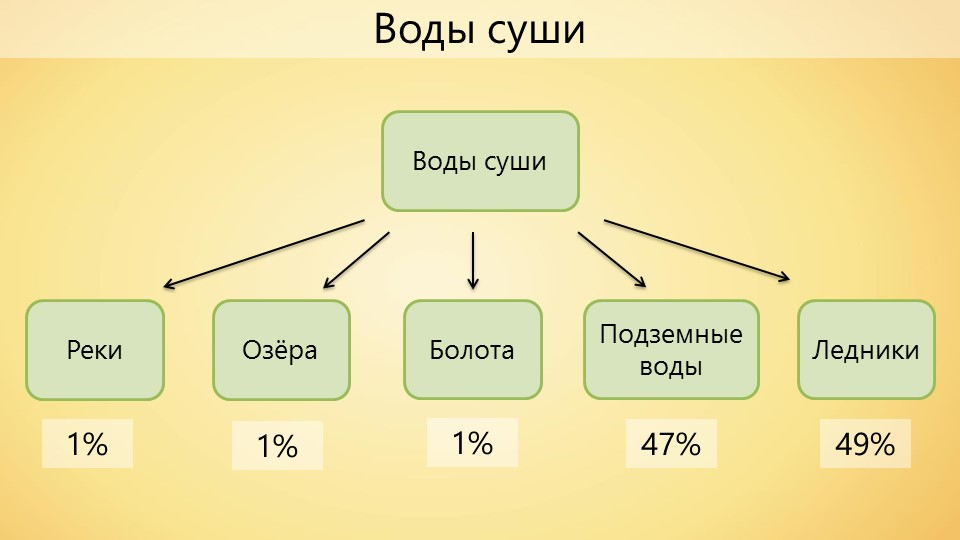 Воды суши
Воды суши
Реки
Озёра
Болота
Подземные
воды
Ледники
1%
1%
1%
47%
49%